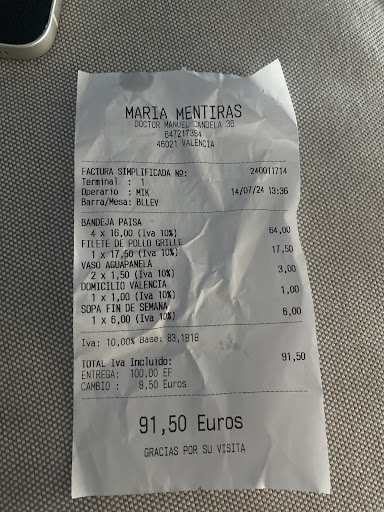 MARIA MENTIRAS
DOCTOR MANUEL CANDELA 36
647217384
46021 VALENCIA
FACTURA SIMPLIFICADA Nº: 240011714
Terminal : 1
Operario : MIK 14/07/24 13:36
Barra/Mesa: BLLEV
BANDEJA PAISA
4 x 16,00 (Iva 10%) 64,00
FILETE DE POLLO GRILLE
1 x 17,50 (Iva 10%) 17,50
VASO AGUAPANELA
2 x 1,50 (Iva 10%) 3,00
DOMICILIO VALENCIA
1 x 1,00 (Iva 10%) 1,00
SOPA FIN DE SEMANA
1 x 6,00 (Iva 10%) 6,00
Iva: 10,00% Base: 83,1818
TOTAL Iva Incluido: 91,50
ENTREGA: 100,00 EF
CAMBIO : 8,50 Euros
91,50 Euros
GRACIAS POR SU VISITA